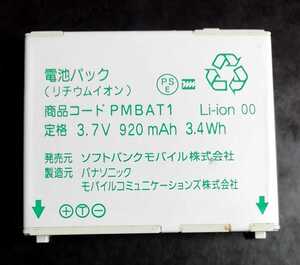 電池パック
(リチウムイオン)
PS
E
商品コード PMBAT1 Li-ion 00
定格 3.7V 920mAh 3.4Wh
発売元 ソフトバンクモバイル株式会社
製造元 パナソニック
モバイルコミュニケーションズ株式会社
+ T -